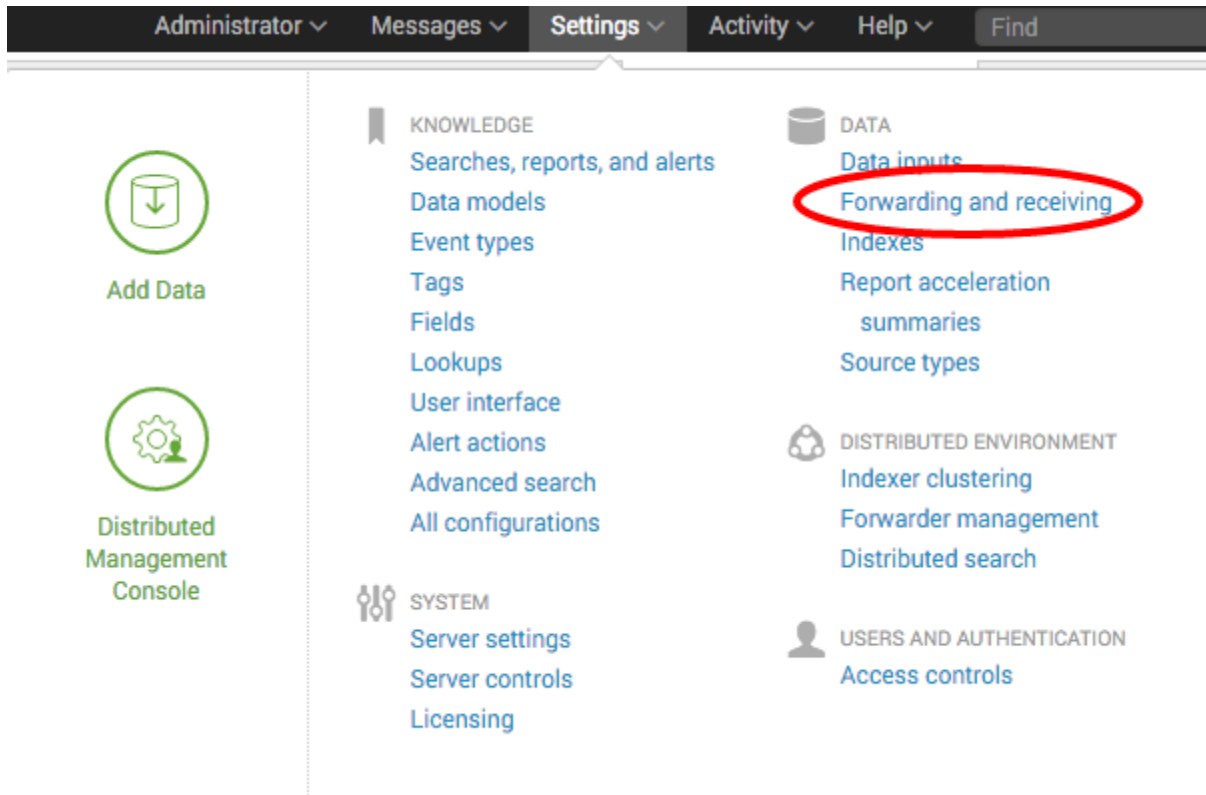 Administrator Messages Settings Activity Help Find
Add Data
Distributed
Management
Console
KNOWLEDGE
Searches, reports, and alerts
Data models
Event types
Tags
Fields
Lookups
User interface
Alert actions
Advanced search
All configurations
SYSTEM
Server settings
Server controls
Licensing
DATA
Data inputs
Forwarding and receiving
Indexes
Report acceleration
summaries
Source types
DISTRIBUTED ENVIRONMENT
Indexer clustering
Forwarder management
Distributed search
USERS AND AUTHENTICATION
Access controls